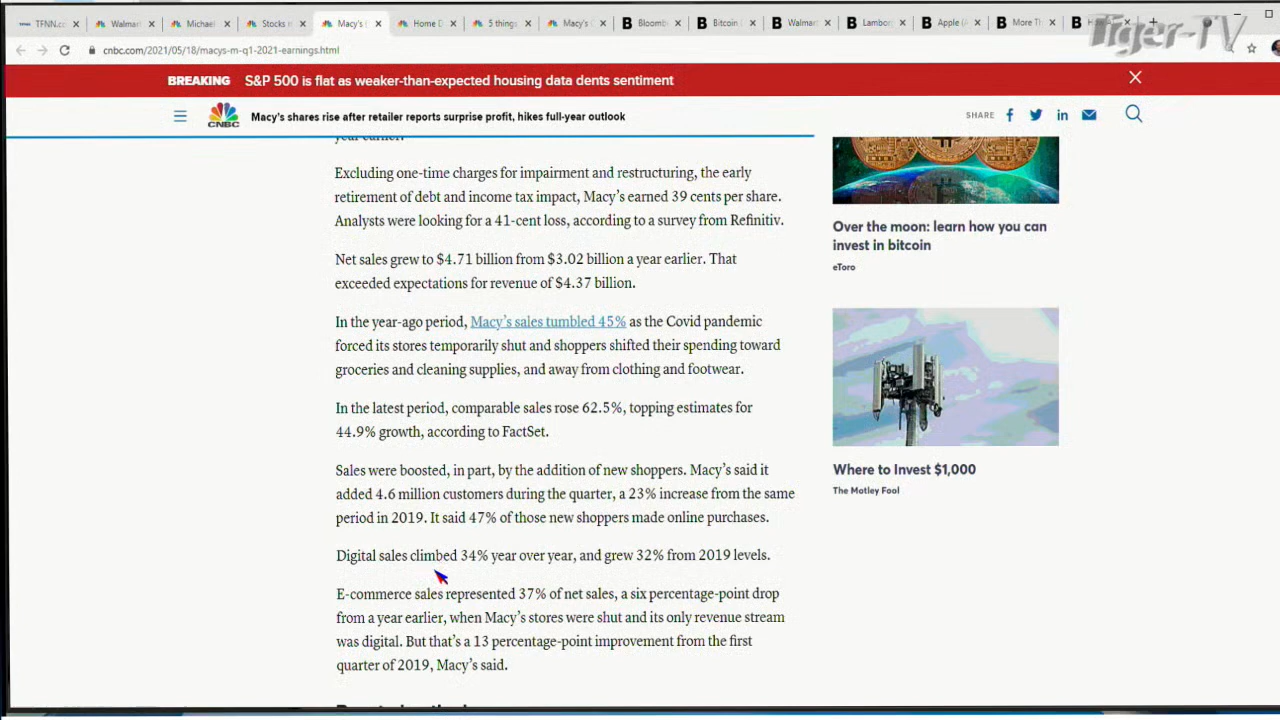 TFNN.c
Walmar
Michael
Stocks
Macy's
Home D
5 things
Macy's
Bloom
Bitcoin
Walmar
Lambor
Apple
More T
Tiger-TV
cnbc.com/2021/05/18/macys-m-q1-2021-earnings.html
BREAKING S&P 500 is flat as weaker-than-expected housing data dents sentiment
CNBC
Macy's shares rise after retailer reports surprise profit, hikes full-year outlook
SHARE
year earlier.
Excluding one-time charges for impairment and restructuring, the early
retirement of debt and income tax impact, Macy's earned 39 cents per share.
Analysts were looking for a 41-cent loss, according to a survey from Refinitiv.
Net sales grew to $4.71 billion from $3.02 billion a year earlier. That
exceeded expectations for revenue of $4.37 billion.
In the year-ago period, Macy's sales tumbled 45% as the Covid pandemic
forced its stores temporarily shut and shoppers shifted their spending toward
groceries and cleaning supplies, and away from clothing and footwear.
In the latest period, comparable sales rose 62.5%, topping estimates for
44.9% growth, according to FactSet.
Sales were boosted, in part, by the addition of new shoppers. Macy's said it
added 4.6 million customers during the quarter, a 23% increase from the same
period in 2019. It said 47% of those new shoppers made online purchases.
Digital sales climbed 34% year over year, and grew 32% from 2019 levels.
E-commerce sales represented 37% of net sales, a six percentage-point drop
from a year earlier, when Macy's stores were shut and its only revenue stream
was digital. But that's a 13 percentage-point improvement from the first
quarter of 2019, Macy's said.
Over the moon: learn how you can
invest in bitcoin
eToro
Where to Invest $1,000
The Motley Fool